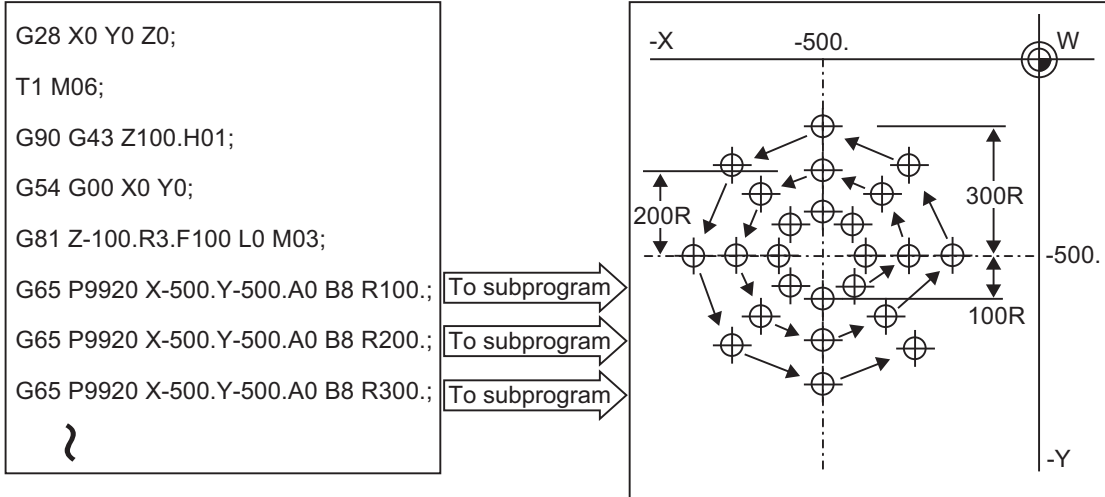 G28 X0 Y0 Z0;
T1 M06;
G90 G43 Z100.H01;
G54 G00 X0 Y0;
G81 Z-100.R3.F100 L0 M03;
G65 P9920 X-500.Y-500.A0 B8 R100.;
To subprogram
G65 P9920 X-500.Y-500.A0 B8 R200.;
To subprogram
G65 P9920 X-500.Y-500.A0 B8 R300.;
To subprogram
-X
-500.
W
200R
300R
-500.
100R
-Y